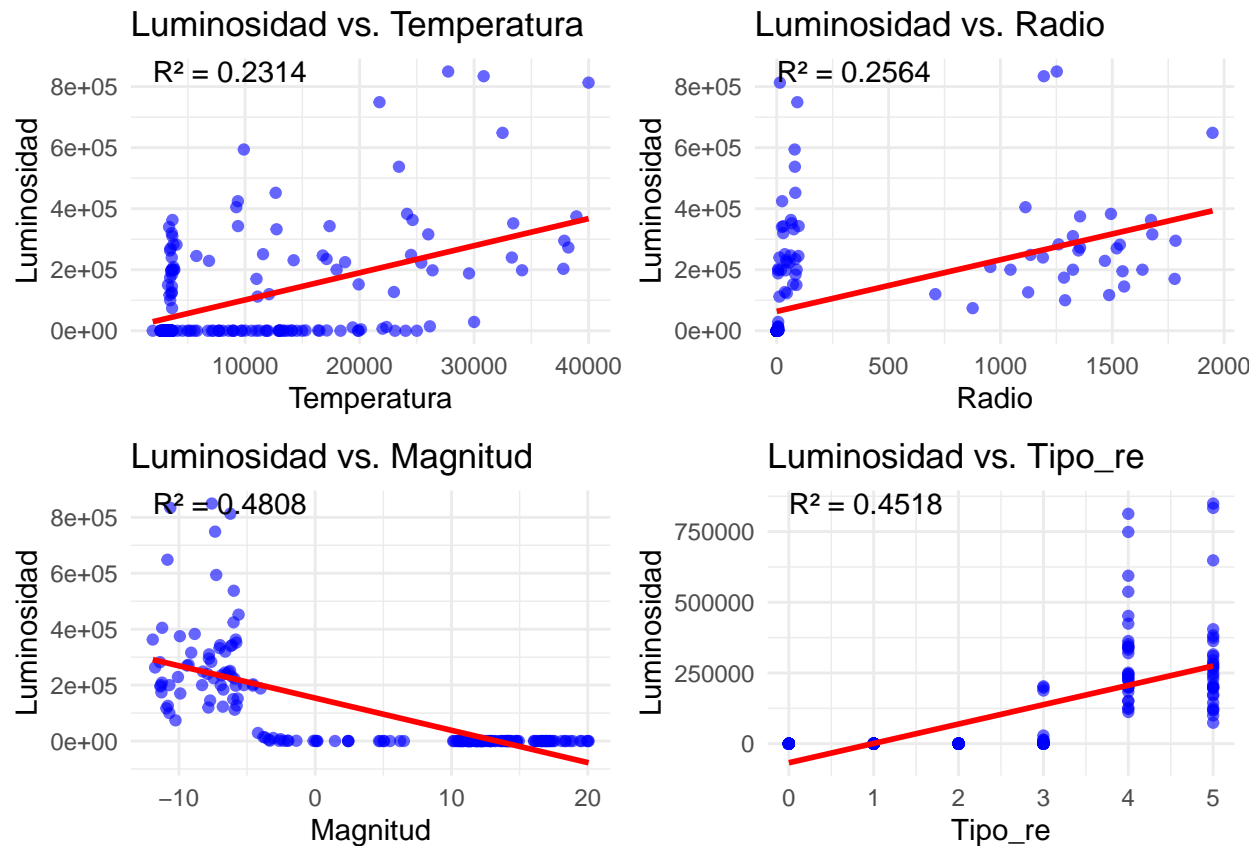 Luminosidad vs. Temperatura
R² = 0.2314
8e+05
6e+05
4e+05
2e+05
0e+00
Luminosidad
10000 20000 30000 40000
Temperatura
Luminosidad vs. Radio
R² = 0.2564
8e+05
6e+05
4e+05
2e+05
0e+00
Luminosidad
0 500 1000 1500 2000
Radio
Luminosidad vs. Magnitud
R² = 0.4808
8e+05
6e+05
4e+05
2e+05
0e+00
Luminosidad
−10 0 10 20
Magnitud
Luminosidad vs. Tipo_re
R² = 0.4518
750000
500000
250000
0
Luminosidad
0 1 2 3 4 5
Tipo_re